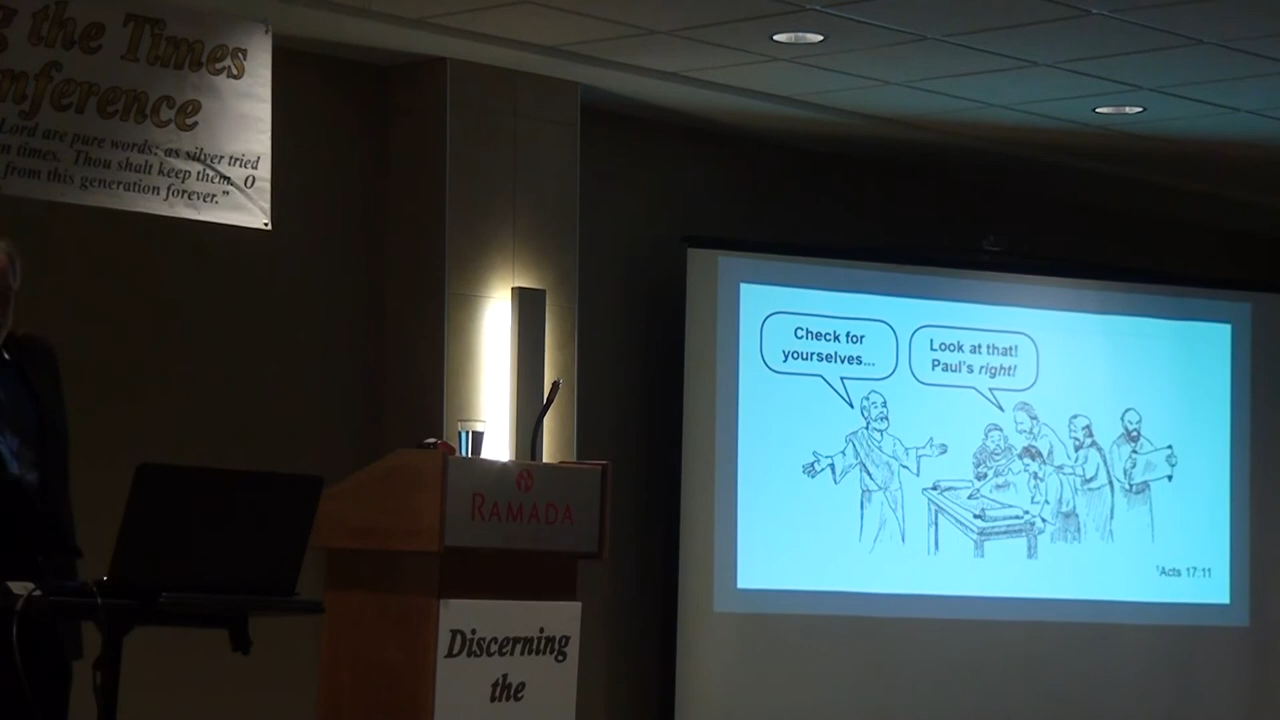 g the Times
nference
Lord are pure words: as silver tried
n times. Thou shalt keep them, O
from this generation forever."
Check for
yourselves...
Look at that!
Paul's right!
1Acts 17:11
RAMADA
Discerning
the